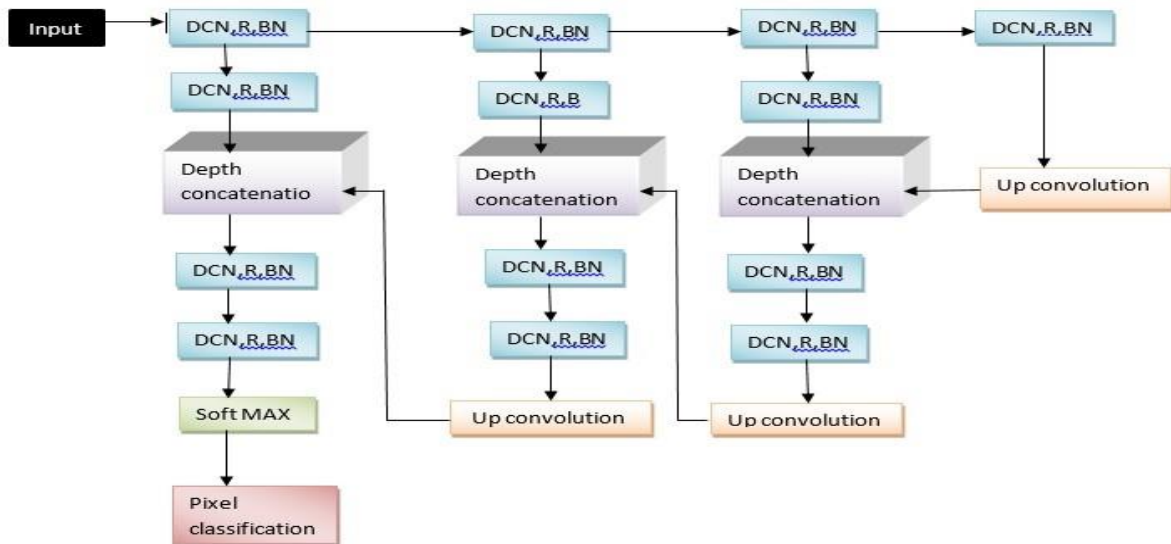 Input
DCN,R,BN
DCN,R,BN
DCN,R,BN
DCN,R,BN
DCN,R,BN
DCN,R,B
DCN,R,BN
Depth
concatenatio
Depth
concatenation
Depth
concatenation
Up convolution
DCN,R,BN
DCN,R,BN
DCN,R,BN
DCN,R,BN
DCN,R,BN
DCN,R,BN
Soft MAX
Up convolution
Up convolution
Pixel
classification